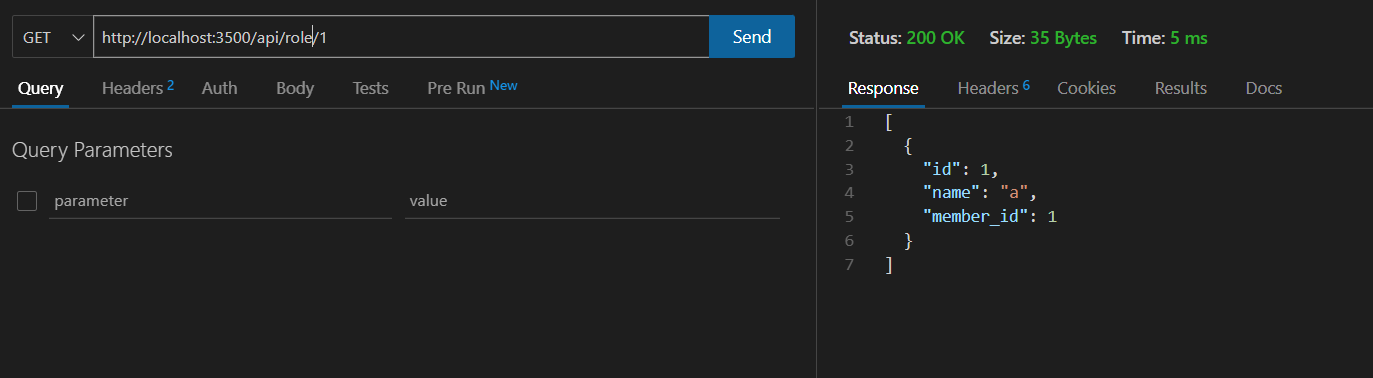 GET http://localhost:3500/api/role/1 Send
Query Headers 2 Auth Body Tests Pre Run New
Query Parameters
parameter value
Status: 200 OK Size: 35 Bytes Time: 5 ms
Response Headers 6 Cookies Results Docs
1 [
2 {
3 "id": 1,
4 "name": "a",
5 "member_id": 1
6 }
7 ]